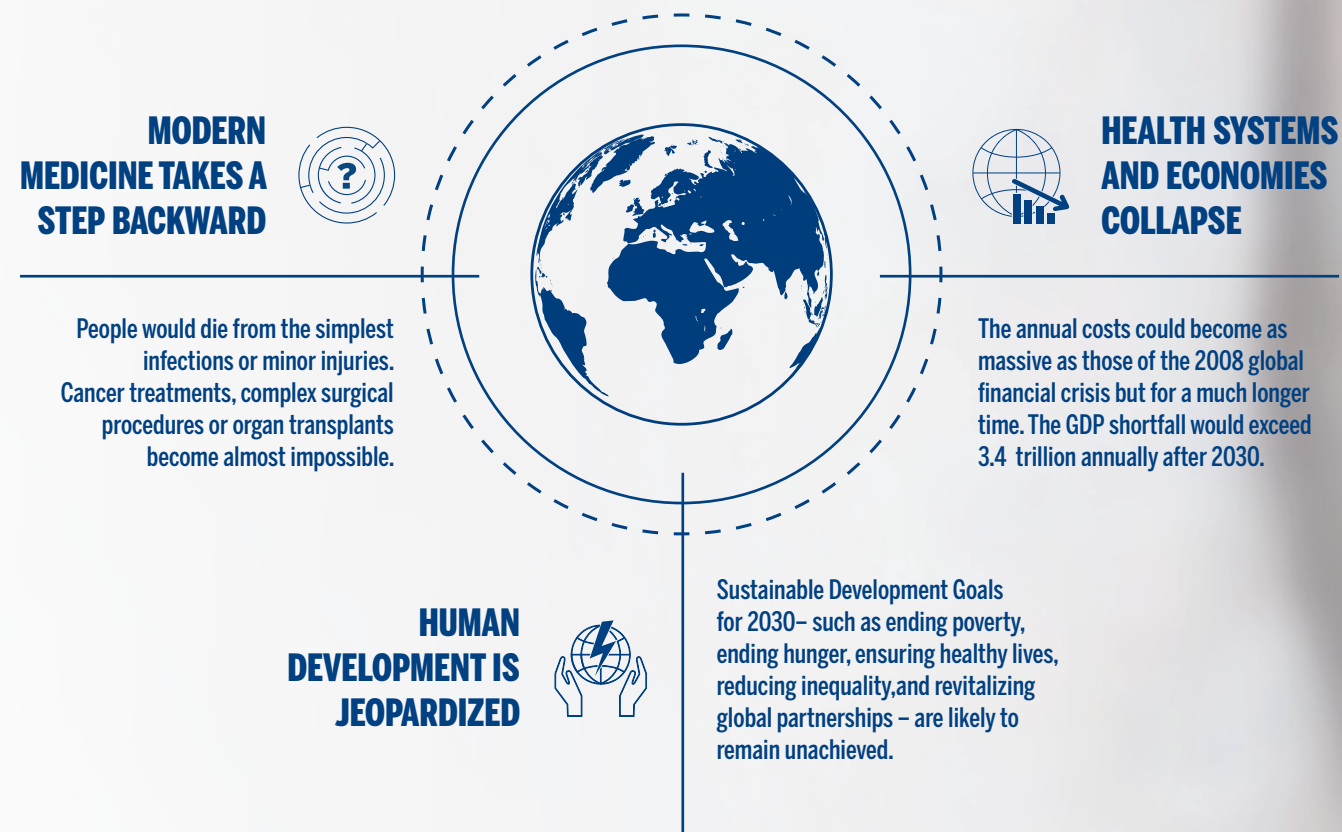 MODERN
MEDICINE TAKES A
STEP BACKWARD
?
People would die from the simplest
infections or minor injuries.
Cancer treatments, complex surgical
procedures or organ transplants
become almost impossible.
HEALTH SYSTEMS
AND ECONOMIES
COLLAPSE
The annual costs could become as
massive as those of the 2008 global
financial crisis but for a much longer
time. The GDP shortfall would exceed
3.4 trillion annually after 2030.
HUMAN
DEVELOPMENT IS
JEOPARDIZED
Sustainable Development Goals
for 2030– such as ending poverty,
ending hunger, ensuring healthy lives,
reducing inequality,and revitalizing
global partnerships – are likely to
remain unachieved.